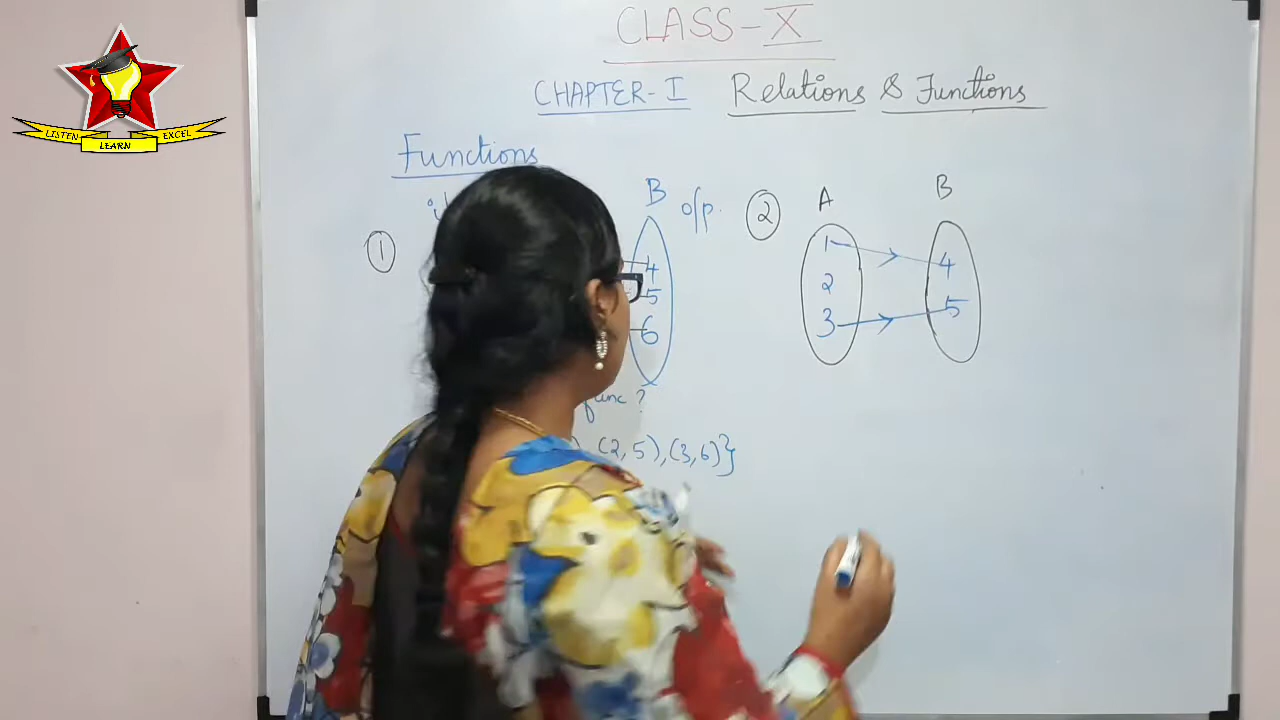 CLASS-X
CHAPTER-I Relations & Functions
LISTEN
LEARN
EXCEL
Functions
①
B o/p.
4
5
6
func?
(2,5),(3,6)}
②
A B
1 4
2
3 5